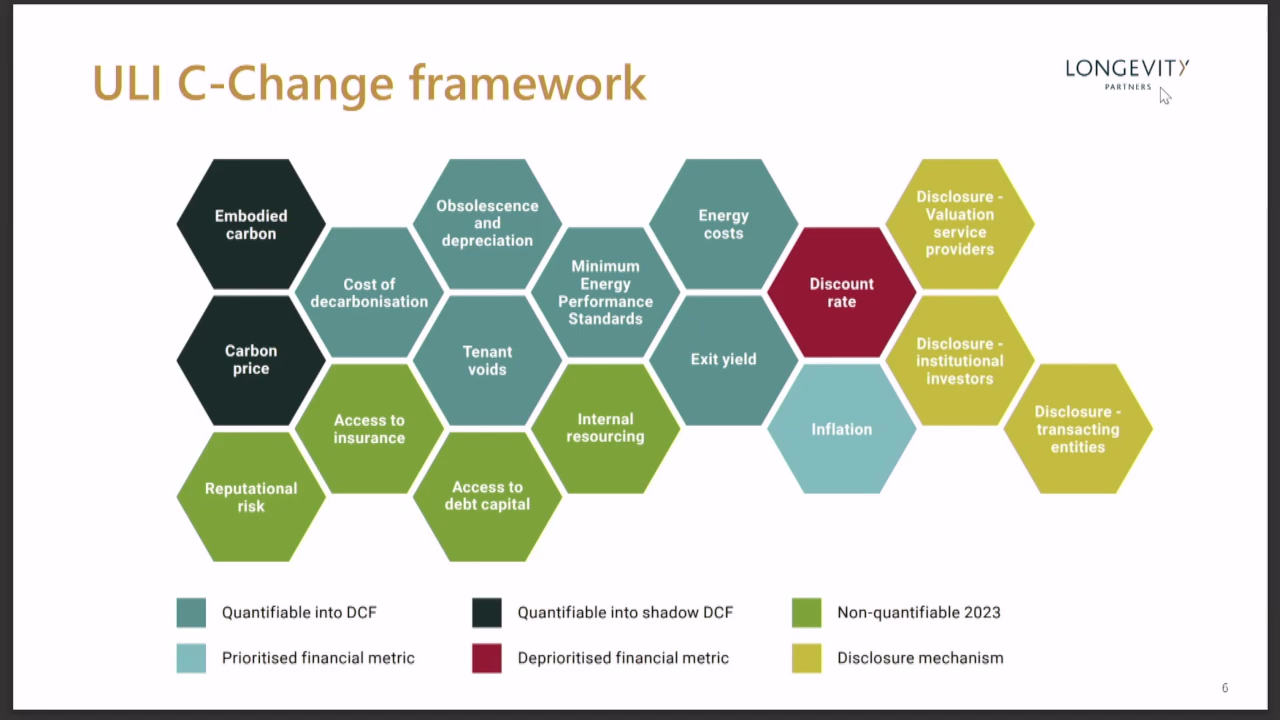 ULI C-Change framework
LONGEVITY
PARTNERS
Embodied
carbon
Obsolescence
and
depreciation
Energy
costs
Disclosure -
Valuation
service
providers
Cost of
decarbonisation
Minimum
Energy
Performance
Standards
Discount
rate
Carbon
price
Tenant
voids
Exit yield
Disclosure -
institutional
investors
Access to
insurance
Internal
resourcing
Inflation
Disclosure -
transacting
entities
Reputational
risk
Access to
debt capital
Quantifiable into DCF
Quantifiable into shadow DCF
Non-quantifiable 2023
Prioritised financial metric
Deprioritised financial metric
Disclosure mechanism
6